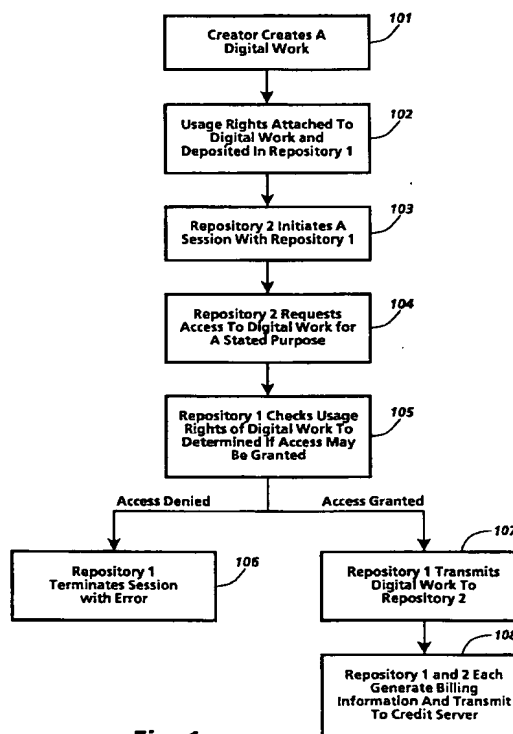 101
Creator Creates A
Digital Work
102
Usage Rights Attached To
Digital Work and
Deposited In Repository 1
103
Repository 2 Initiates A
Session With Repository 1
104
Repository 2 Requests
Access To Digital Work for
A Stated Purpose
105
Repository 1 Checks Usage
Rights of Digital Work To
Determined If Access May
Be Granted
Access Denied
Access Granted
106
Repository 1
Terminates Session
with Error
107
Repository 1 Transmits
Digital Work To
Repository 2
108
Repository 1 and 2 Each
Generate Billing
Information And Transmit
To Credit Server